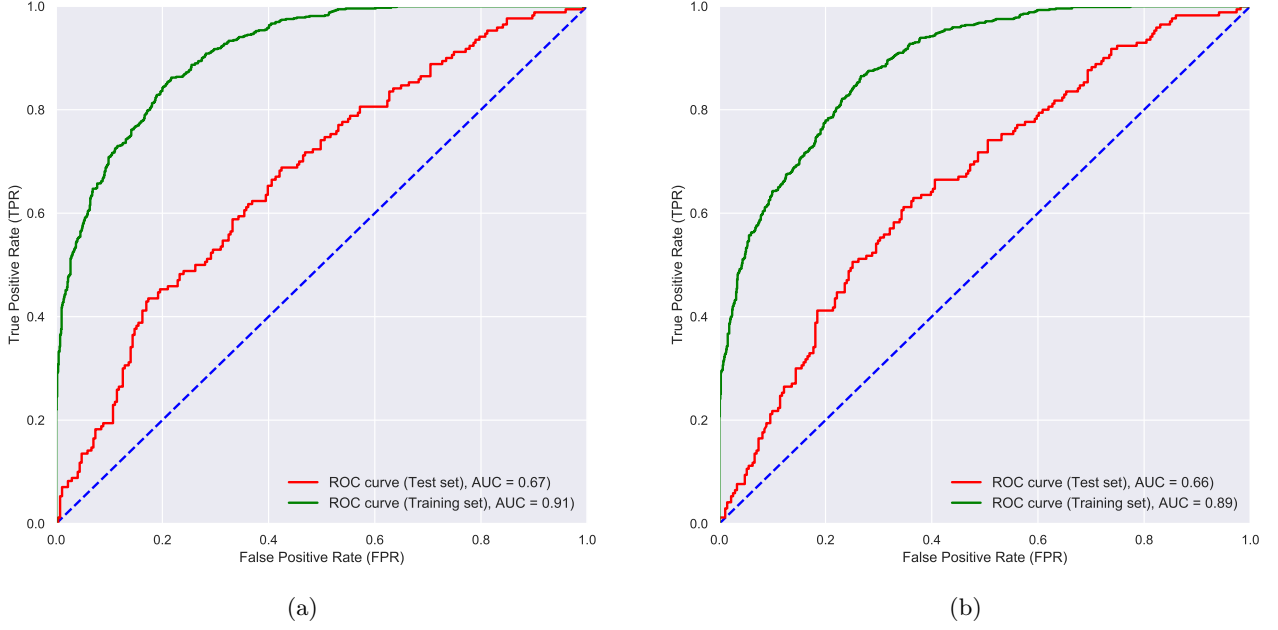 1.0
0.8
0.6
0.4
0.2
0.0
True Positive Rate (TPR)
ROC curve (Test set), AUC = 0.67)
ROC curve (Training set), AUC = 0.91)
0.0 0.2 0.4 0.6 0.8 1.0
False Positive Rate (FPR)
(a)
1.0
0.8
0.6
0.4
0.2
0.0
True Positive Rate (TPR)
ROC curve (Test set), AUC = 0.66)
ROC curve (Training set), AUC = 0.89)
0.0 0.2 0.4 0.6 0.8 1.0
False Positive Rate (FPR)
(b)